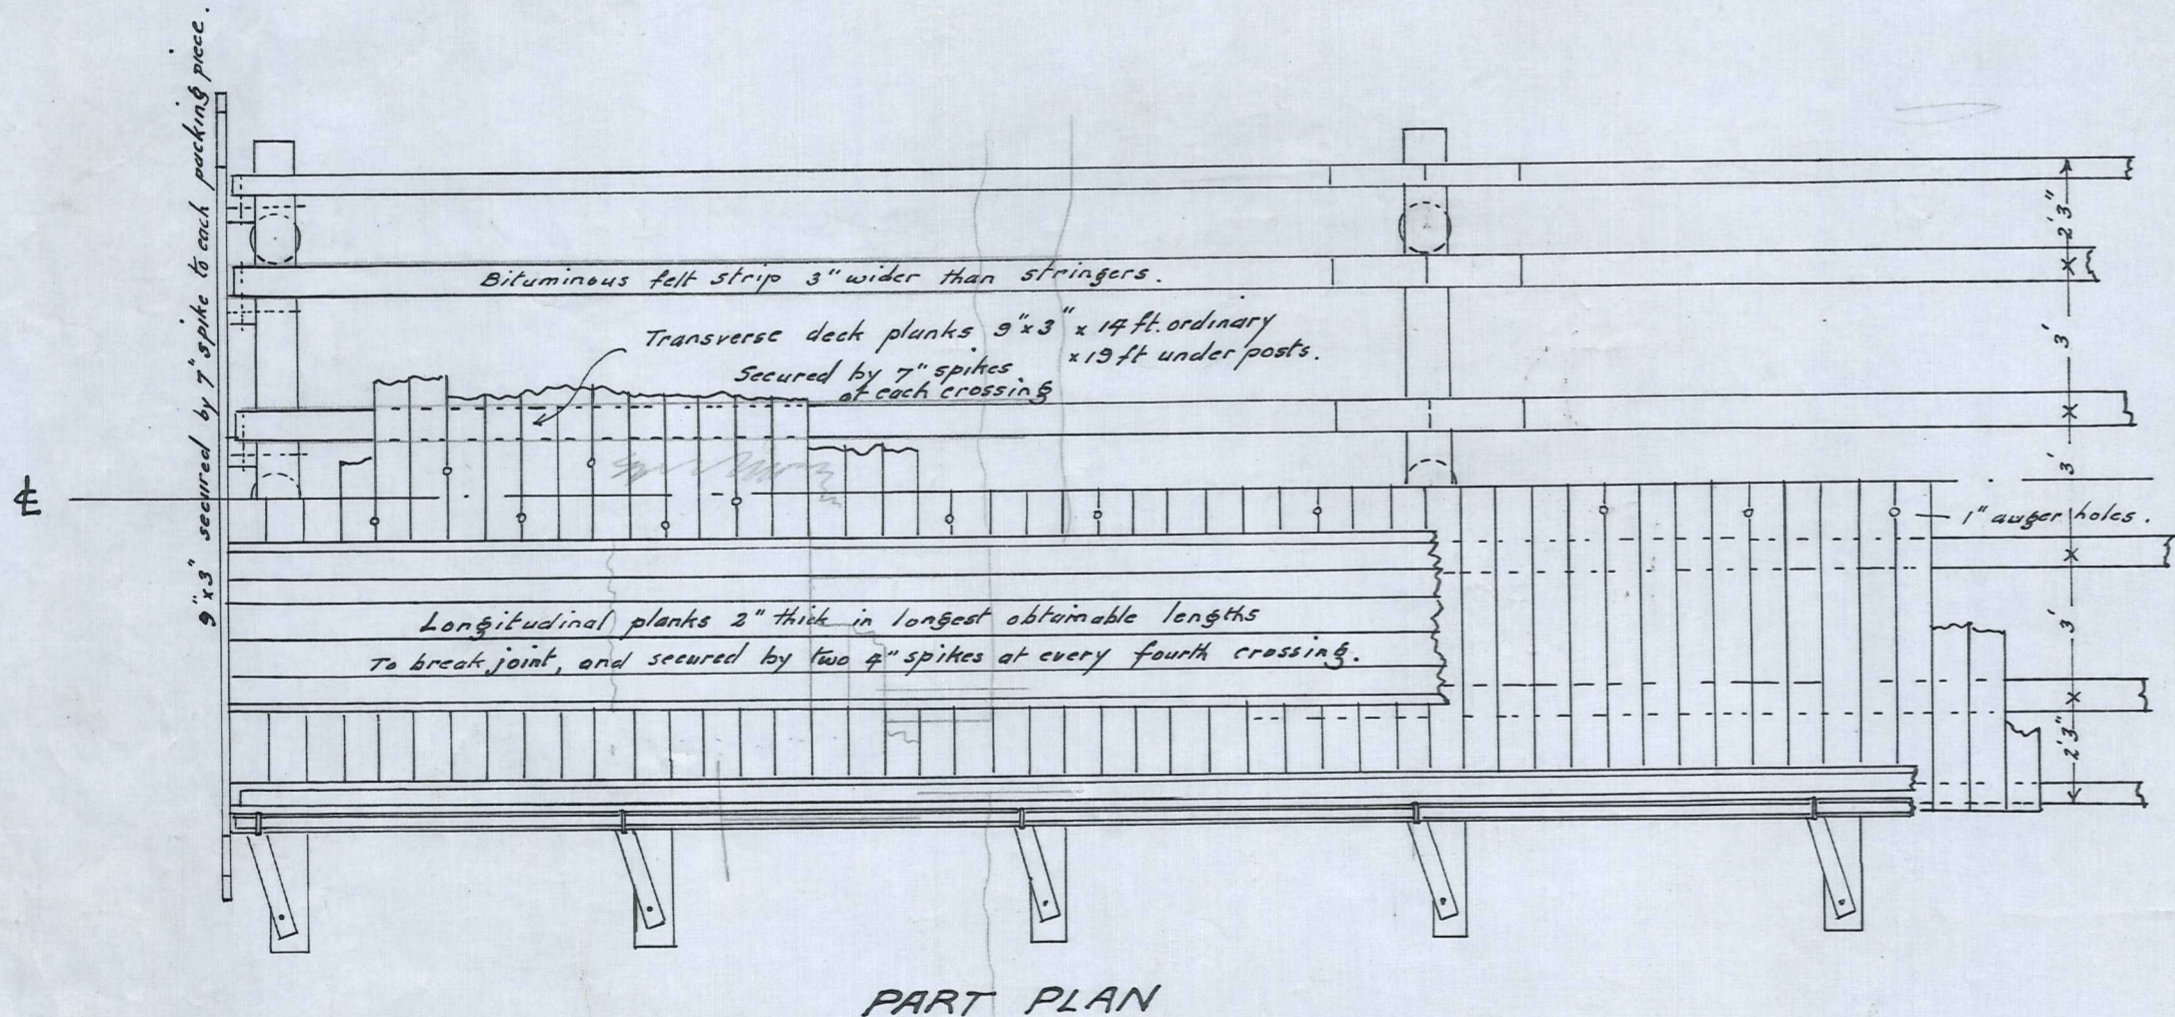 9"x3" secured by 7" spike to each packing piece.
2'3"
Bituminous felt strip 3" wider than stringers.
Transverse deck planks 9"x3" x 14 ft. ordinary
x 19 ft under posts.
Secured by 7" spikes
at each crossing
3'
3'
℄
1" auger holes.
Longitudinal planks 2" thick in longest obtainable lengths
To break joint, and secured by two 4" spikes at every fourth crossing.
3'
2'3"
PART PLAN